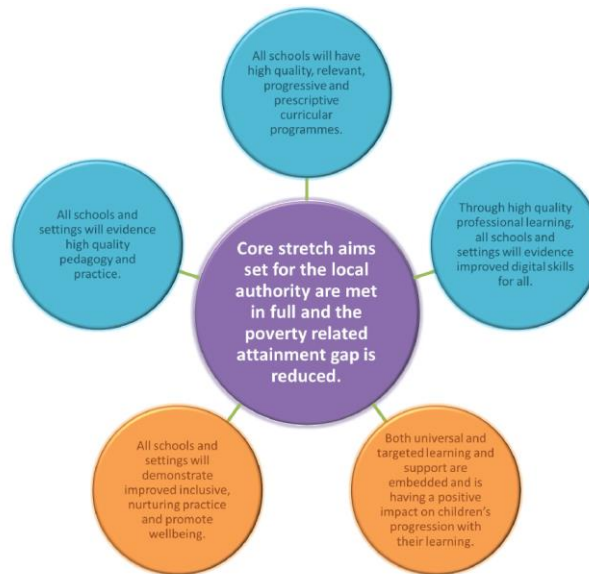 All schools will have
high quality, relevant,
progressive and
prescriptive
curricular
programmes.
All schools and
settings will evidence
high quality
pedagogy and
practice.
Through high quality
professional learning,
all schools and
settings will evidence
improved digital skills
for all.
Core stretch aims
set for the local
authority are met
in full and the
poverty related
attainment gap is
reduced.
All schools and
settings will
demonstrate
improved inclusive,
nurturing practice
and promote
wellbeing.
Both universal and
targeted learning and
support are
embedded and is
having a positive
impact on children's
progression with
their learning.